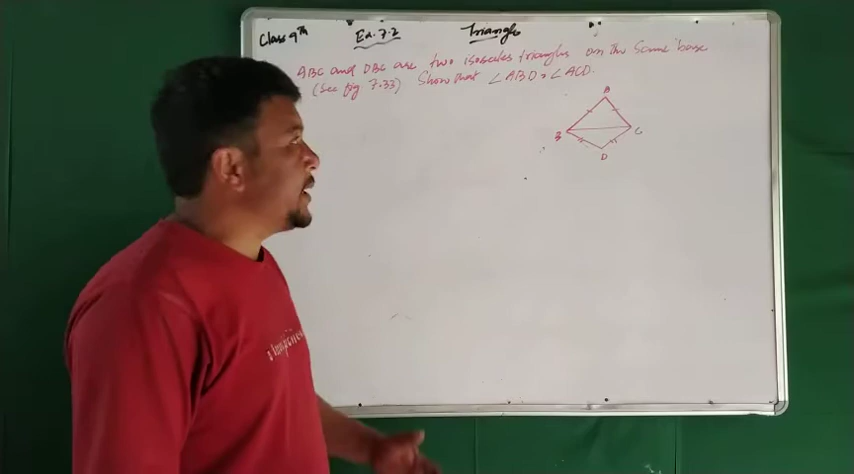 Class 9th Ex. 7.2 Triangle
ABC and DBC are two isosceles triangles on the same base
(See fig 7.33) Show that ∠ABD = ∠ACD.
A
B C
D